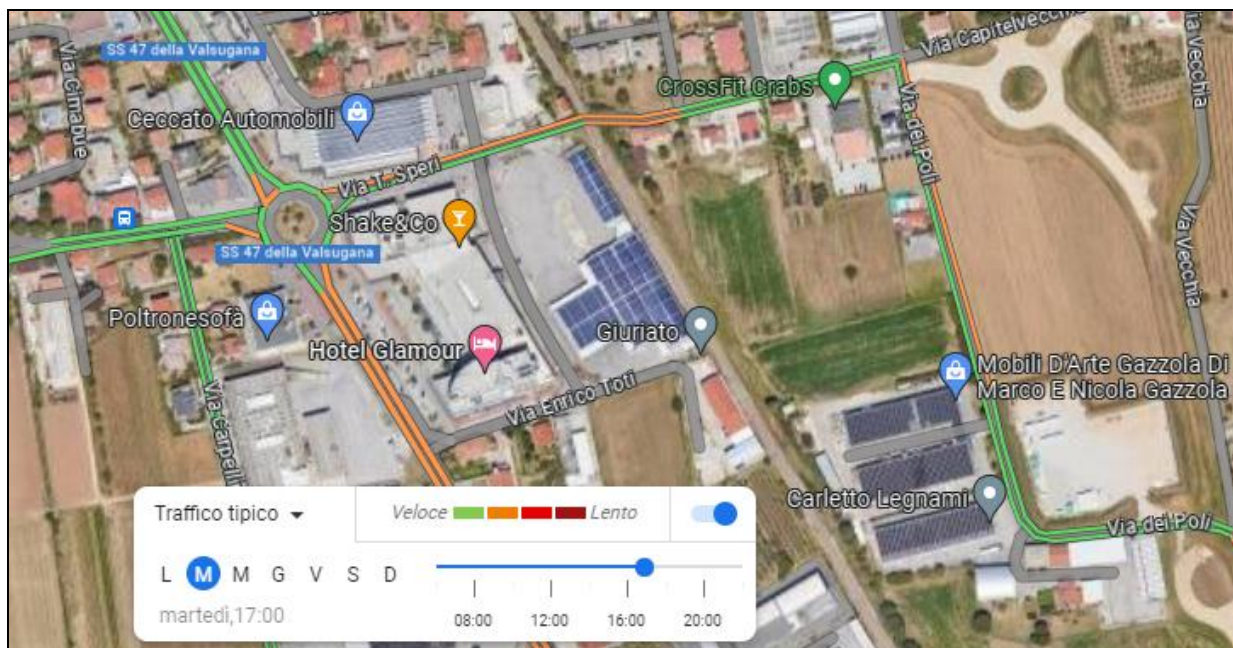 Via Cimabue
SS 47 della Valsugana
Ceccato Automobili
Via T. Speri
CrossFit Crabs
Via Capitelvecchio
Via dei Poli
Via Vecchia
Via Vecchia
Shake&Co
SS 47 della Valsugana
Poltronesofà
Hotel Glamour
Giuriato
Via Enrico Toti
Via Carpelli
Mobili D'Arte Gazzola Di
Marco E Nicola Gazzola
Carletto Legnami
Via dei Poli
Traffico tipico
Veloce
Lento
L M M G V S D
martedì,17:00
08:00 12:00 16:00 20:00